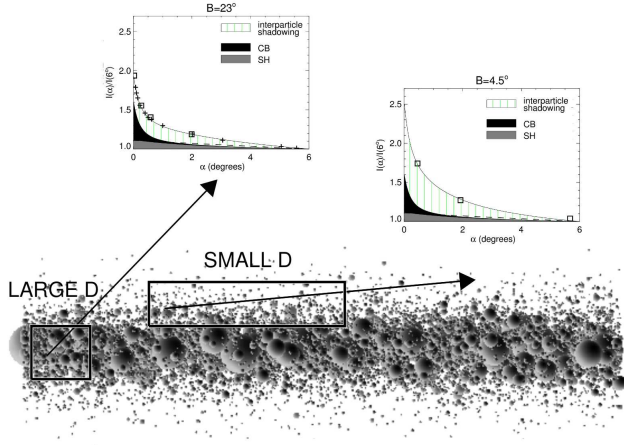 B=23°
interparticle
shadowing
CB
SH
I(α)/I(6°)
2.5
2.0
1.5
1.0
0
2
4
6
α (degrees)
B=4.5°
interparticle
shadowing
CB
SH
I(α)/I(6°)
2.5
2.0
1.5
1.0
0
2
4
6
α (degrees)
SMALL D
LARGE D